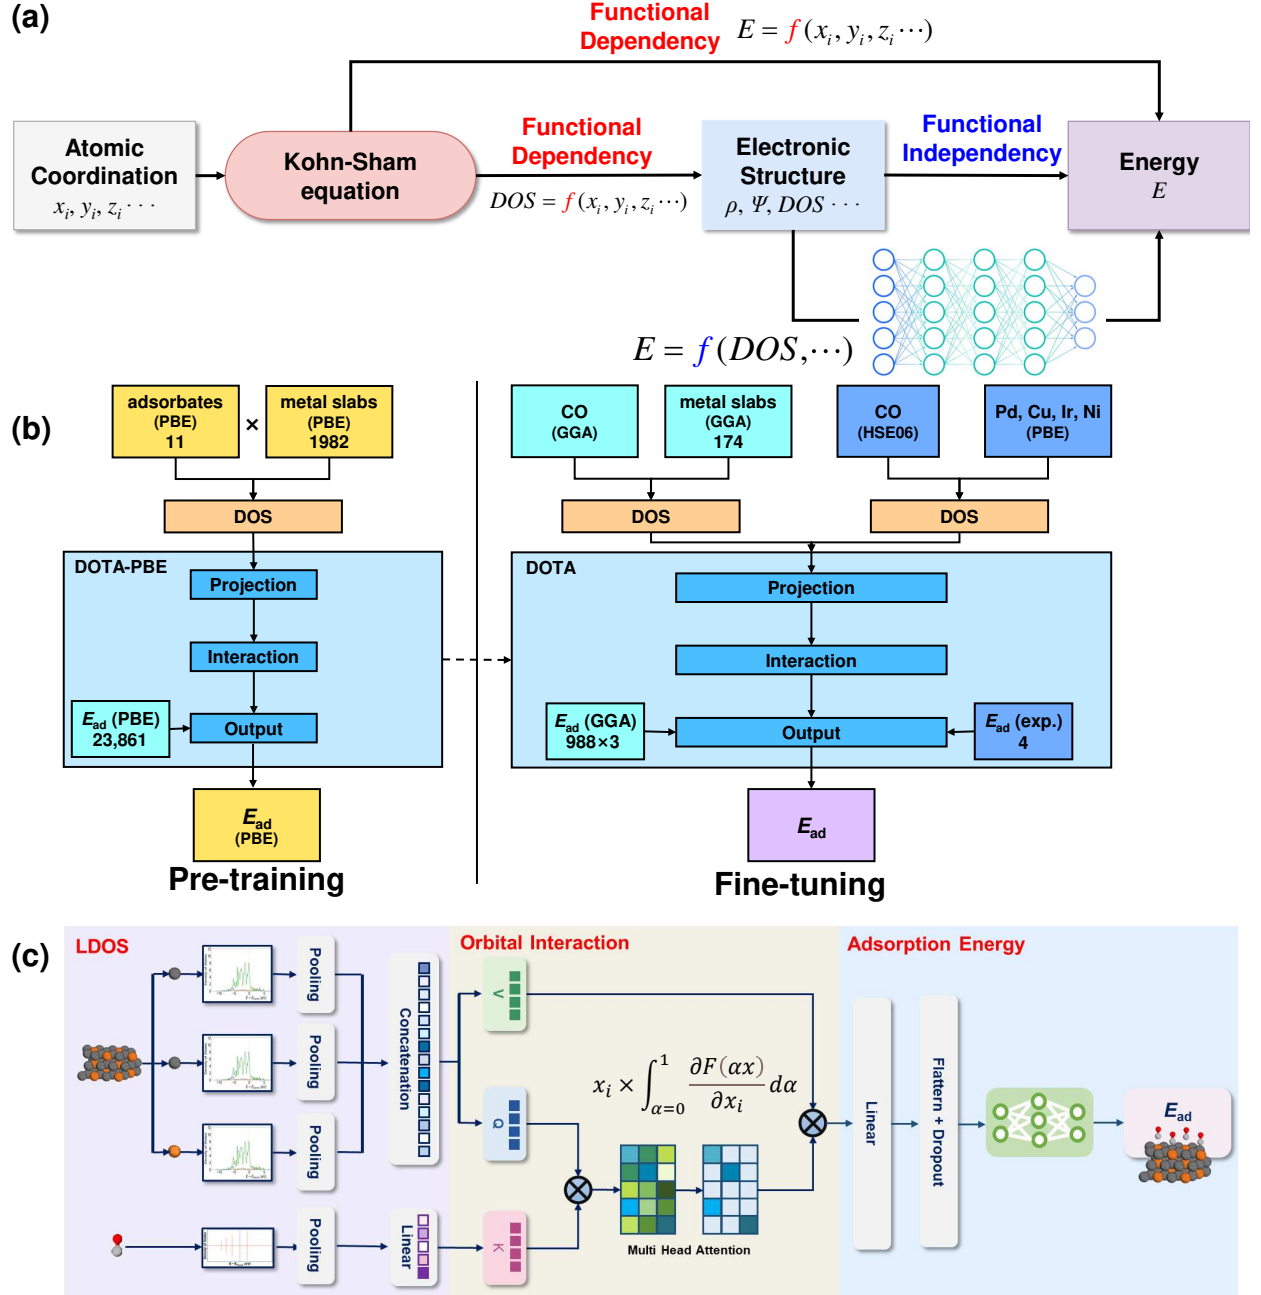 (a)
Functional
Dependency
E = f (xi, yi, zi ···)
Atomic
Coordination
xi, yi, zi ···
Kohn-Sham
equation
Functional
Dependency
DOS = f (xi, yi, zi ···)
Electronic
Structure
ρ, Ψ, DOS ···
Functional
Independency
Energy
E
E = f (DOS,···)
(b)
adsorbates
(PBE)
11
×
metal slabs
(PBE)
1982
CO
(GGA)
metal slabs
(GGA)
174
CO
(HSE06)
Pd, Cu, Ir, Ni
(PBE)
DOS
DOS
DOS
DOTA-PBE
Projection
Interaction
Ead (PBE)
23,861
Output
Ead
(PBE)
Pre-training
DOTA
Projection
Interaction
Ead (GGA)
988×3
Output
Ead (exp.)
4
Ead
Fine-tuning
(c)
LDOS
Orbital Interaction
Adsorption Energy
Pooling
Pooling
Pooling
Pooling
Concatenation
Linear
V
Q
K
xi × ∫α=0 1 ∂F(αx)/∂xi dα
Multi Head Attention
Linear
Flattern + Dropout
Ead